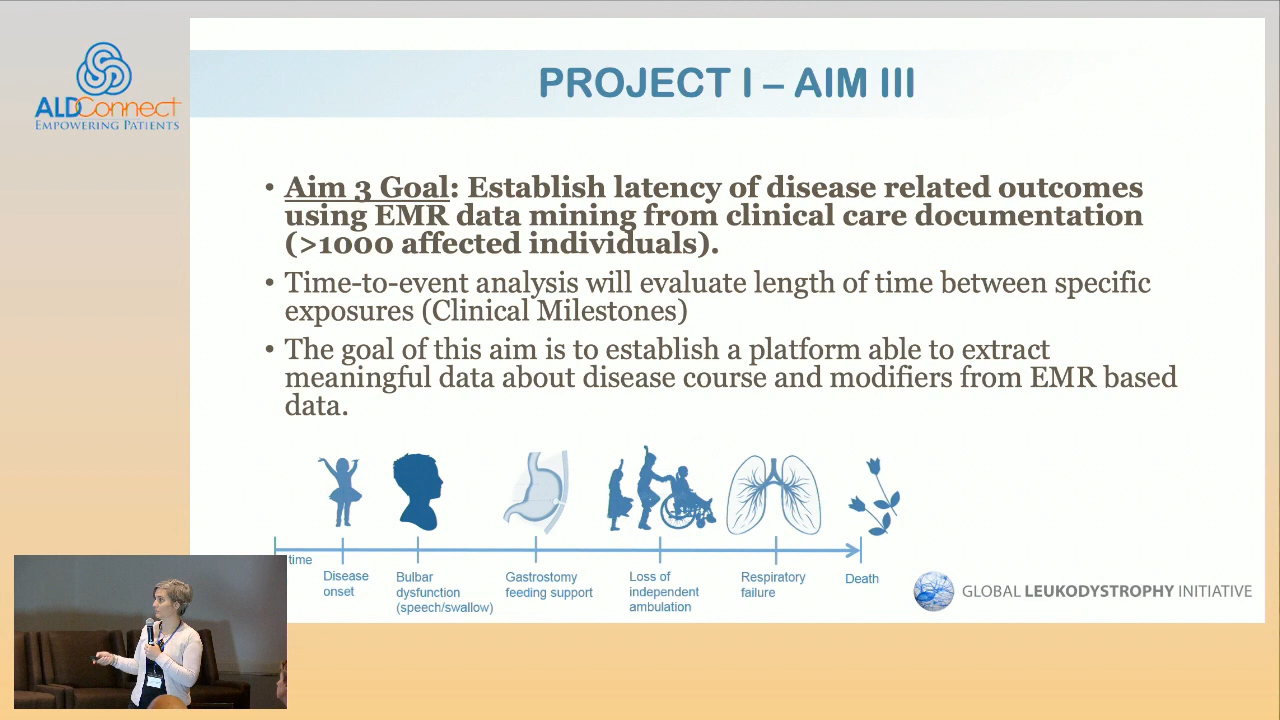 ALDConnect
EMPOWERING PATIENTS
PROJECT I – AIM III
• Aim 3 Goal: Establish latency of disease related outcomes
using EMR data mining from clinical care documentation
(>1000 affected individuals).
• Time-to-event analysis will evaluate length of time between specific
exposures (Clinical Milestones)
• The goal of this aim is to establish a platform able to extract
meaningful data about disease course and modifiers from EMR based
data.
time
Disease
onset
Bulbar
dysfunction
(speech/swallow)
Gastrostomy
feeding support
Loss of
independent
ambulation
Respiratory
failure
Death
GLOBAL LEUKODYSTROPHY INITIATIVE